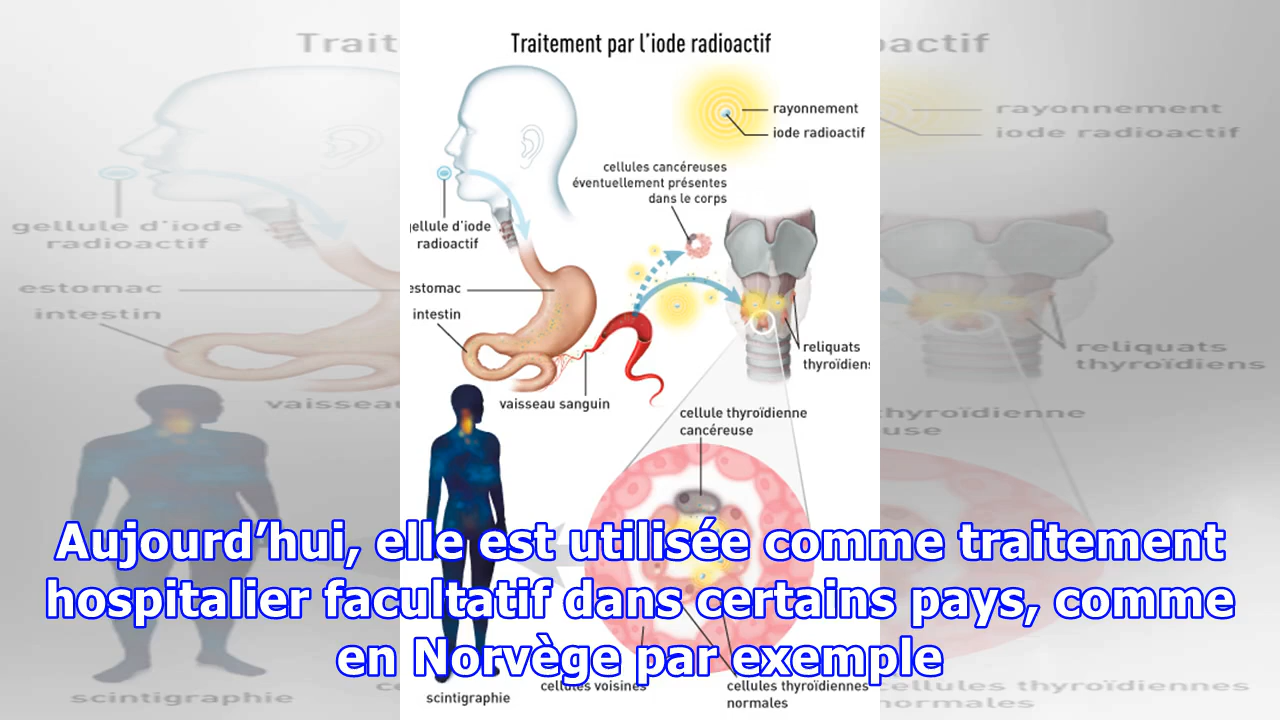 Traitement par l'iode radioactif
rayonnement
iode radioactif
cellules cancéreuses
éventuellement présentes
dans le corps
gellule d'iode
radioactif
estomac
intestin
reliquats
thyroïdiens
vaisseau sanguin
cellule thyroïdienne
cancéreuse
Aujourd’hui, elle est utilisée comme traitement
hospitalier facultatif dans certains pays, comme
en Norvège par exemple
scintigraphie
cellules voisines
cellules thyroïdiennes
normales